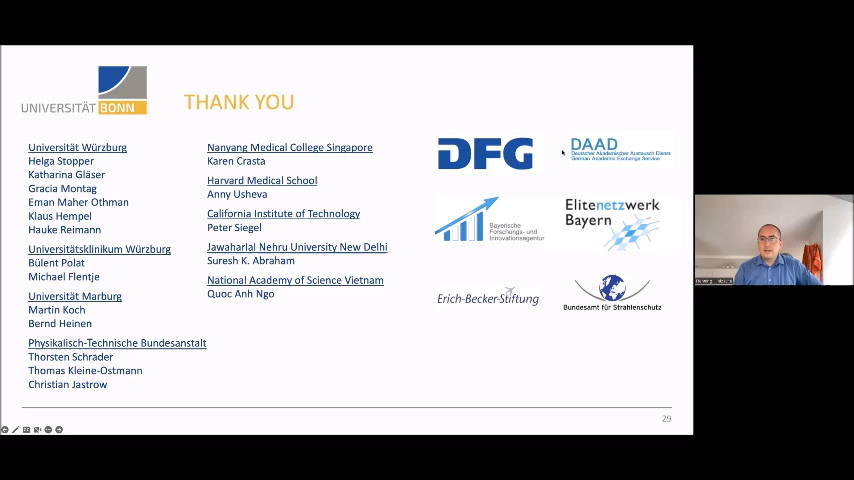 UNIVERSITÄT BONN
THANK YOU
Universität Würzburg
Helga Stopper
Katharina Gläser
Gracia Montag
Eman Maher Othman
Klaus Hempel
Hauke Reimann
Universitätsklinikum Würzburg
Bülent Polat
Michael Flentje
Universität Marburg
Martin Koch
Bernd Heinen
Physikalisch-Technische Bundesanstalt
Thorsten Schrader
Thomas Kleine-Ostmann
Christian Jastrow
Nanyang Medical College Singapore
Karen Crasta
Harvard Medical School
Anny Usheva
California Institute of Technology
Peter Siegel
Jawaharlal Nehru University New Delhi
Suresh K. Abraham
National Academy of Science Vietnam
Quoc Anh Ngo
DFG
DAAD
Deutscher Akademischer Austausch Dienst
German Academic Exchange Service
Bayerische
Forschungs- und
Innovationsagentur
Elitenetzwerk
Bayern
Erich-Becker-Stiftung
Bundesamt für Strahlenschutz
29